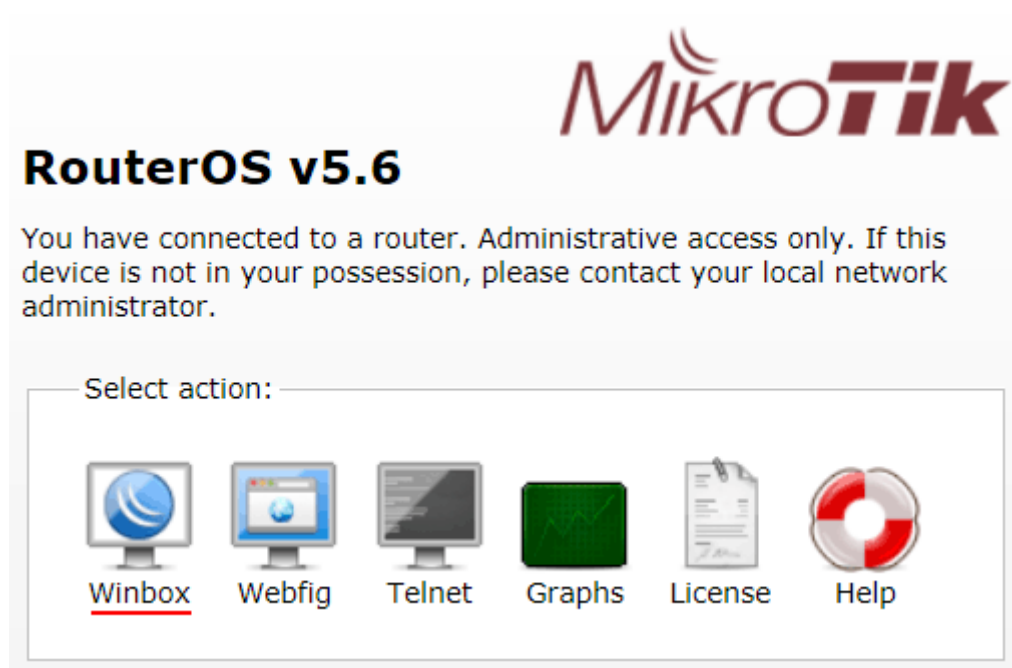 MikroTik
RouterOS v5.6
You have connected to a router. Administrative access only. If this
device is not in your possession, please contact your local network
administrator.
Select action:
Winbox Webfig Telnet Graphs License Help